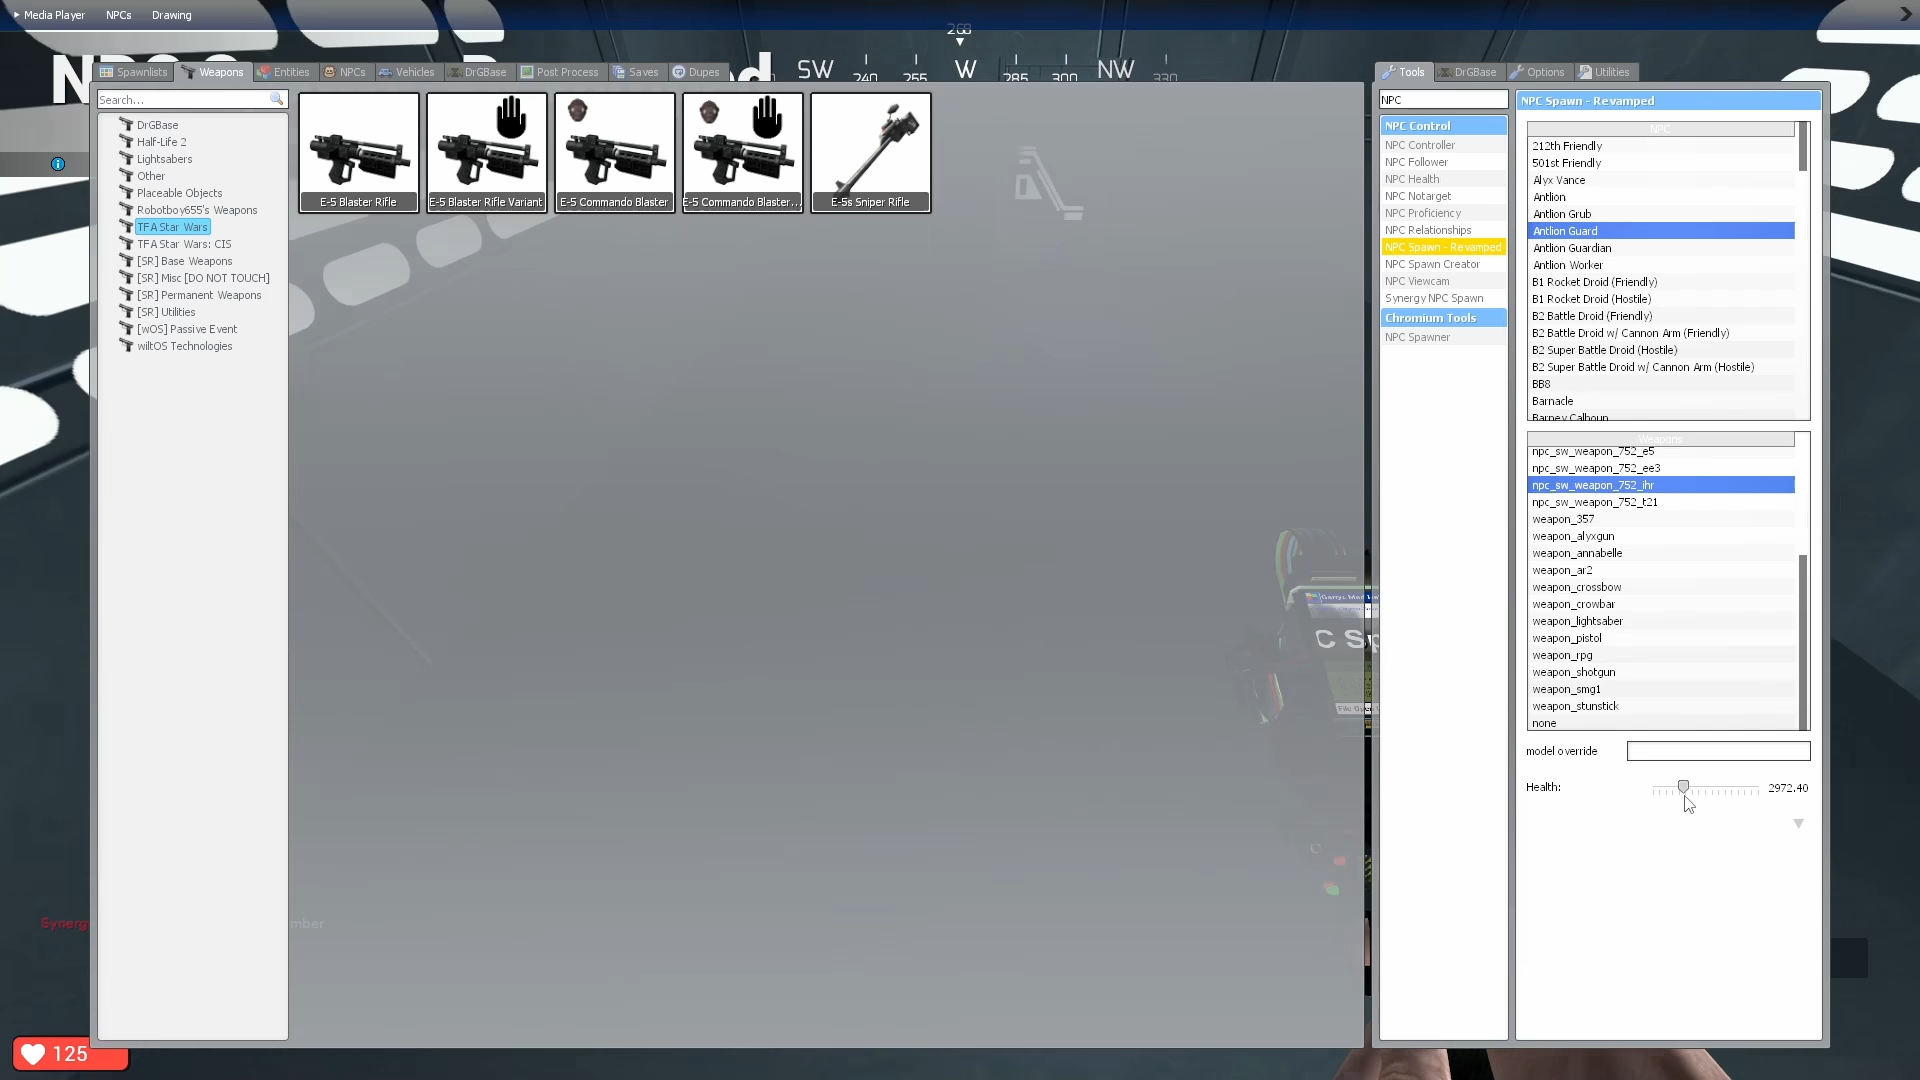 Media Player NPCs Drawing
268
SW 240 255 W 285 300 NW 330
Spawnlists Weapons Entities NPCs Vehicles DrGBase Post Process Saves Dupes
Search...
DrGBase
Half-Life 2
Lightsabers
Other
Placeable Objects
Robotboy655's Weapons
TFA Star Wars
TFA Star Wars: CIS
[SR] Base Weapons
[SR] Misc [DO NOT TOUCH]
[SR] Permanent Weapons
[SR] Utilities
[wOS] Passive Event
wiltOS Technologies
E-5 Blaster Rifle
E-5 Blaster Rifle Variant
E-5 Commando Blaster
E-5 Commando Blaster...
E-5s Sniper Rifle
C Sp
Synerg
mber
125
Tools DrGBase Options Utilities
NPC
NPC Control
NPC Controller
NPC Follower
NPC Health
NPC Notarget
NPC Proficiency
NPC Relationships
NPC Spawn - Revamped
NPC Spawn Creator
NPC Viewcam
Synergy NPC Spawn
Chromium Tools
NPC Spawner
NPC Spawn - Revamped
NPC
212th Friendly
501st Friendly
Alyx Vance
Antlion
Antlion Grub
Antlion Guard
Antlion Guardian
Antlion Worker
B1 Rocket Droid (Friendly)
B1 Rocket Droid (Hostile)
B2 Battle Droid (Friendly)
B2 Battle Droid w/ Cannon Arm (Friendly)
B2 Super Battle Droid (Hostile)
B2 Super Battle Droid w/ Cannon Arm (Hostile)
BB8
Barnacle
Barney Calhoun
Weapons
npc_sw_weapon_752_e5
npc_sw_weapon_752_ee3
npc_sw_weapon_752_ihr
npc_sw_weapon_752_t21
weapon_357
weapon_alyxgun
weapon_annabelle
weapon_ar2
weapon_crossbow
weapon_crowbar
weapon_lightsaber
weapon_pistol
weapon_rpg
weapon_shotgun
weapon_smg1
weapon_stunstick
none
model override
Health: 2972.40